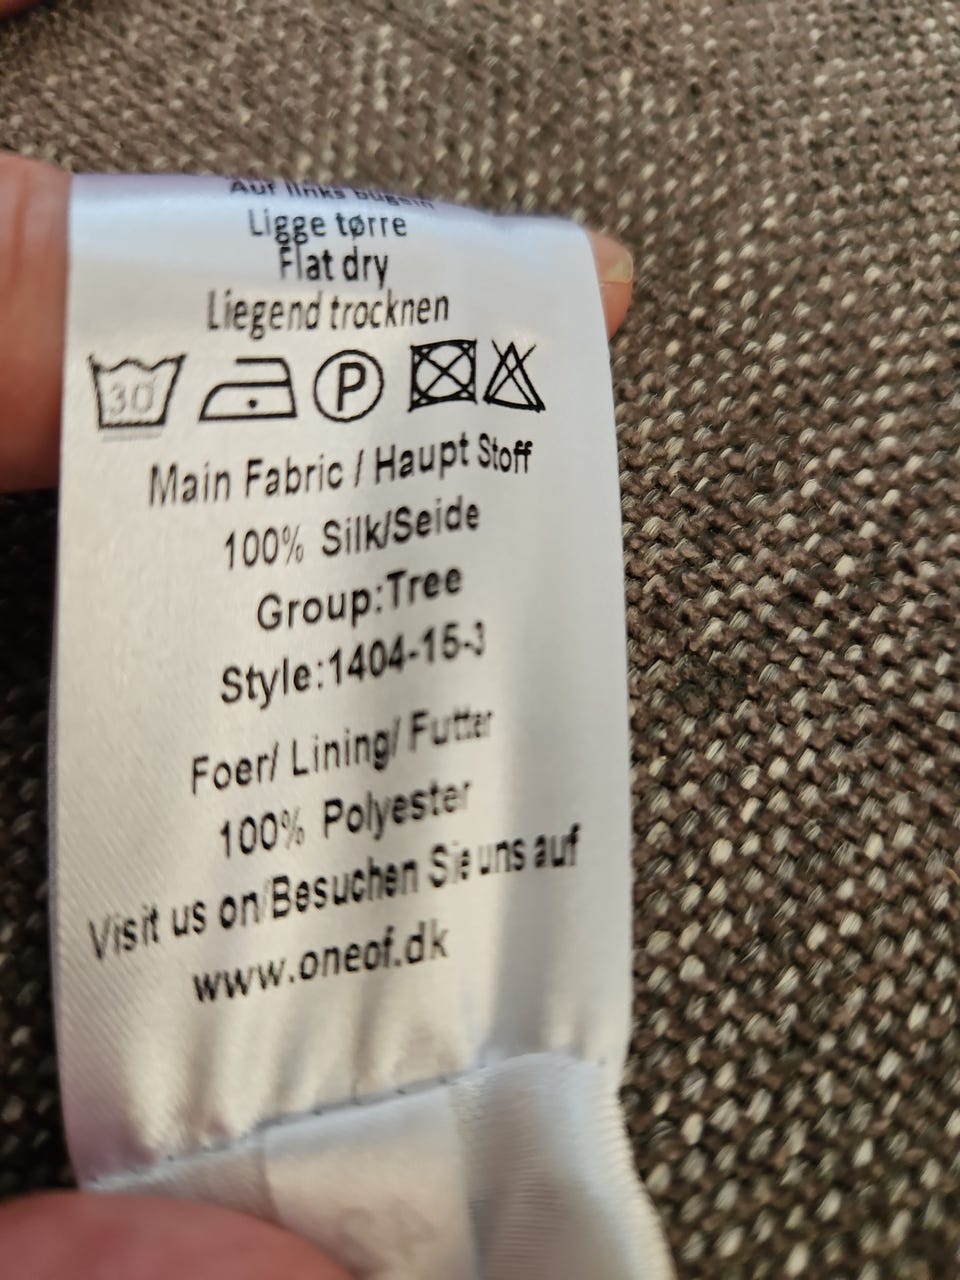 Auf links bügeln
Ligge tørre
Flat dry
Liegend trocknen
30 P
Main Fabric / Haupt Stoff
100% Silk/Seide
Group:Tree
Style:1404-15-3
Foer/ Lining/ Futter
100% Polyester
Visit us on/Besuchen Sie uns auf
www.oneof.dk